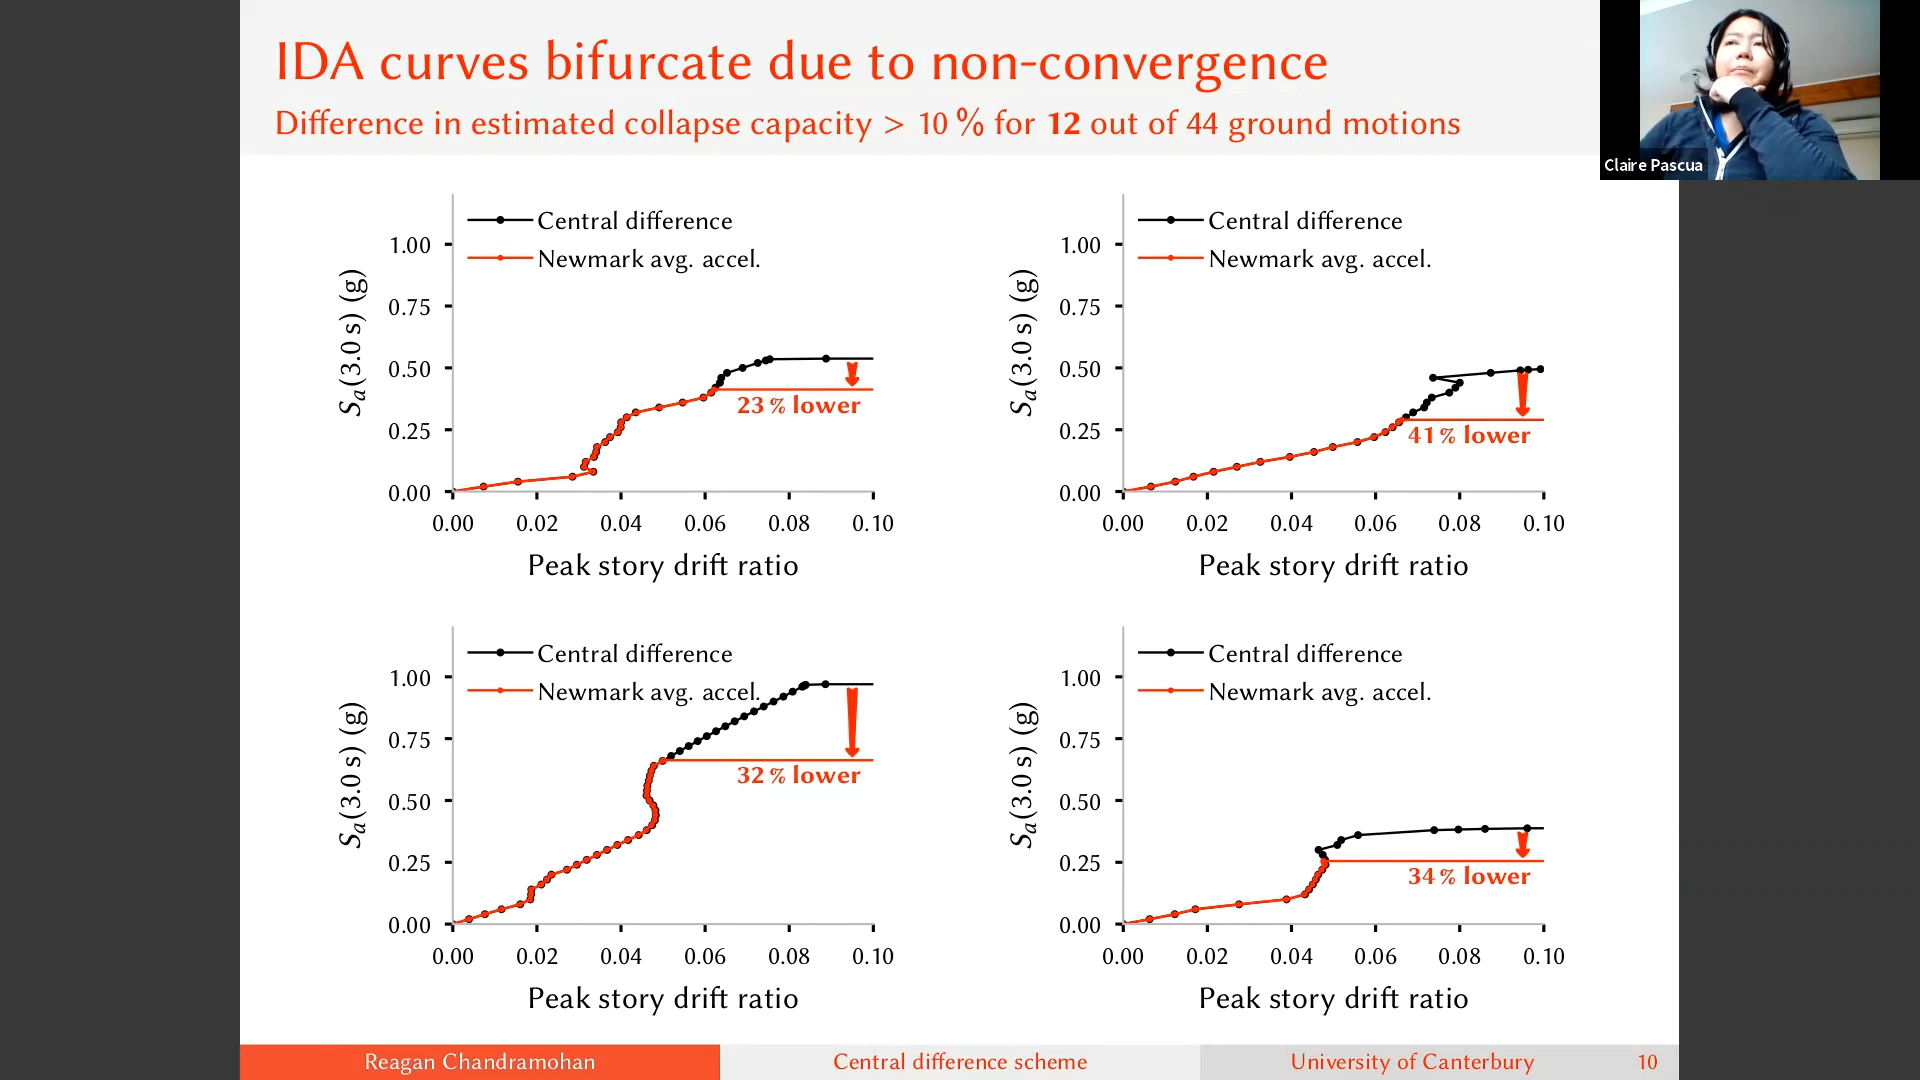 IDA curves bifurcate due to non-convergence
Difference in estimated collapse capacity > 10 % for 12 out of 44 ground motions
Claire Pascua
Central difference
Newmark avg. accel.
1.00
0.75
0.50
0.25
0.00
Sa(3.0 s) (g)
23 % lower
0.00 0.02 0.04 0.06 0.08 0.10
Peak story drift ratio
Central difference
Newmark avg. accel.
1.00
0.75
0.50
0.25
0.00
Sa(3.0 s) (g)
41 % lower
0.00 0.02 0.04 0.06 0.08 0.10
Peak story drift ratio
Central difference
Newmark avg. accel.
1.00
0.75
0.50
0.25
0.00
Sa(3.0 s) (g)
32 % lower
0.00 0.02 0.04 0.06 0.08 0.10
Peak story drift ratio
Central difference
Newmark avg. accel.
1.00
0.75
0.50
0.25
0.00
Sa(3.0 s) (g)
34 % lower
0.00 0.02 0.04 0.06 0.08 0.10
Peak story drift ratio
Reagan Chandramohan
Central difference scheme
University of Canterbury
10